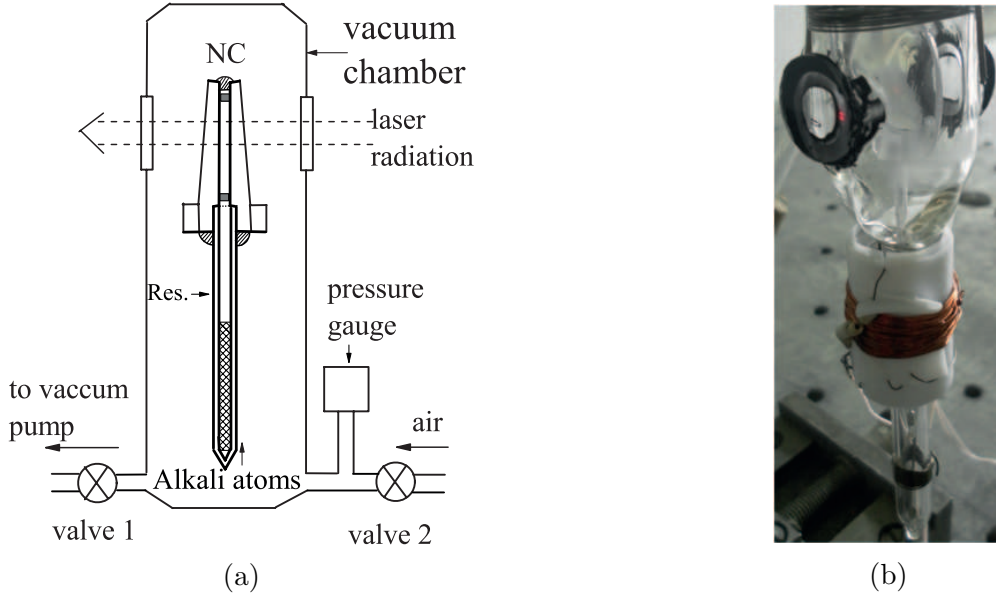 NC
vacuum
chamber
laser
radiation
Res.
pressure
gauge
to vaccum
pump
air
Alkali atoms
valve 1
valve 2
(a)
(b)